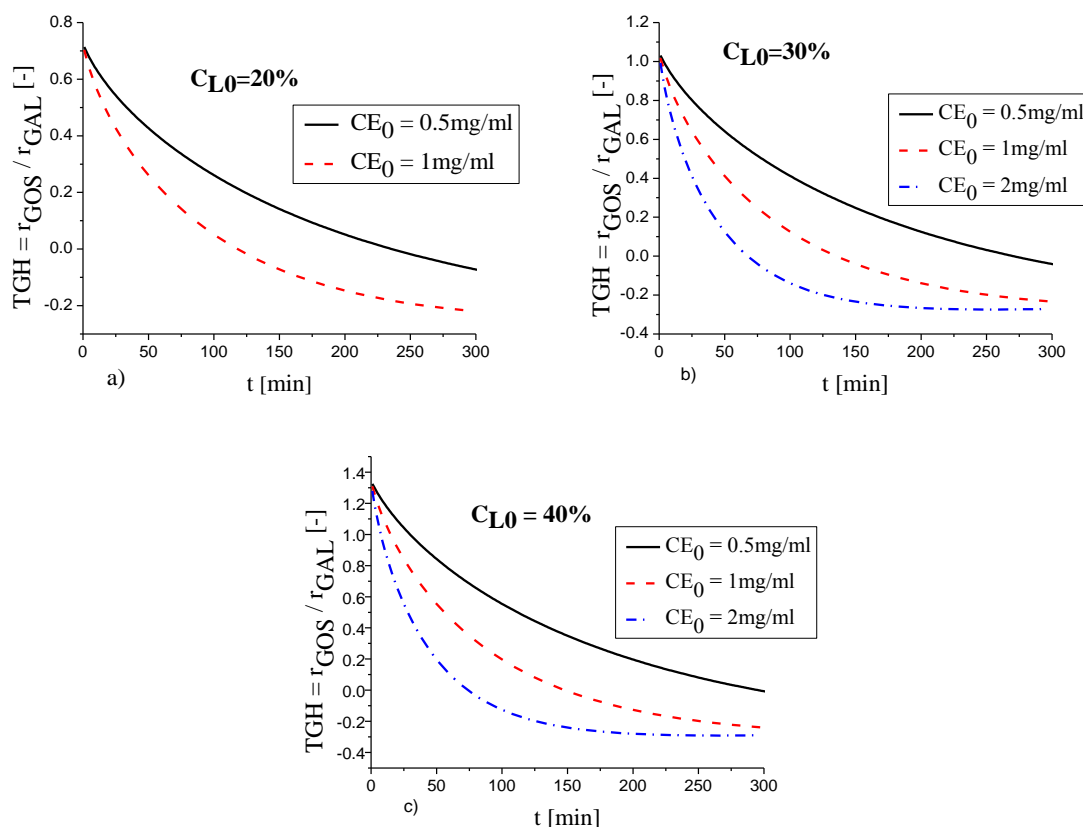 0.8
0.6
0.4
0.2
0.0
-0.2
TGH = rGOS / rGAL [-]
CL0=20%
CE0 = 0.5mg/ml
CE0 = 1mg/ml
0 50 100 150 200 250 300
a)
t [min]
1.2
1.0
0.8
0.6
0.4
0.2
0.0
-0.2
-0.4
TGH = rGOS / rGAL [-]
CL0=30%
CE0 = 0.5mg/ml
CE0 = 1mg/ml
CE0 = 2mg/ml
0 50 100 150 200 250 300
b)
t [min]
1.4
1.2
1.0
0.8
0.6
0.4
0.2
0.0
-0.2
-0.4
TGH = rGOS / rGAL [-]
CL0 = 40%
CE0 = 0.5mg/ml
CE0 = 1mg/ml
CE0 = 2mg/ml
0 50 100 150 200 250 300
c)
t [min]